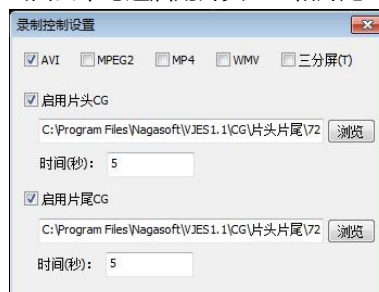 录制控制设置
AVI MPEG2 MP4 WMV 三分屏(T)
启用片头CG
C:\Program Files\Nagasoft\VJES1.1\CG\片头片尾\72 浏览
时间(秒): 5
启用片尾CG
C:\Program Files\Nagasoft\VJES1.1\CG\片头片尾\72 浏览
时间(秒): 5